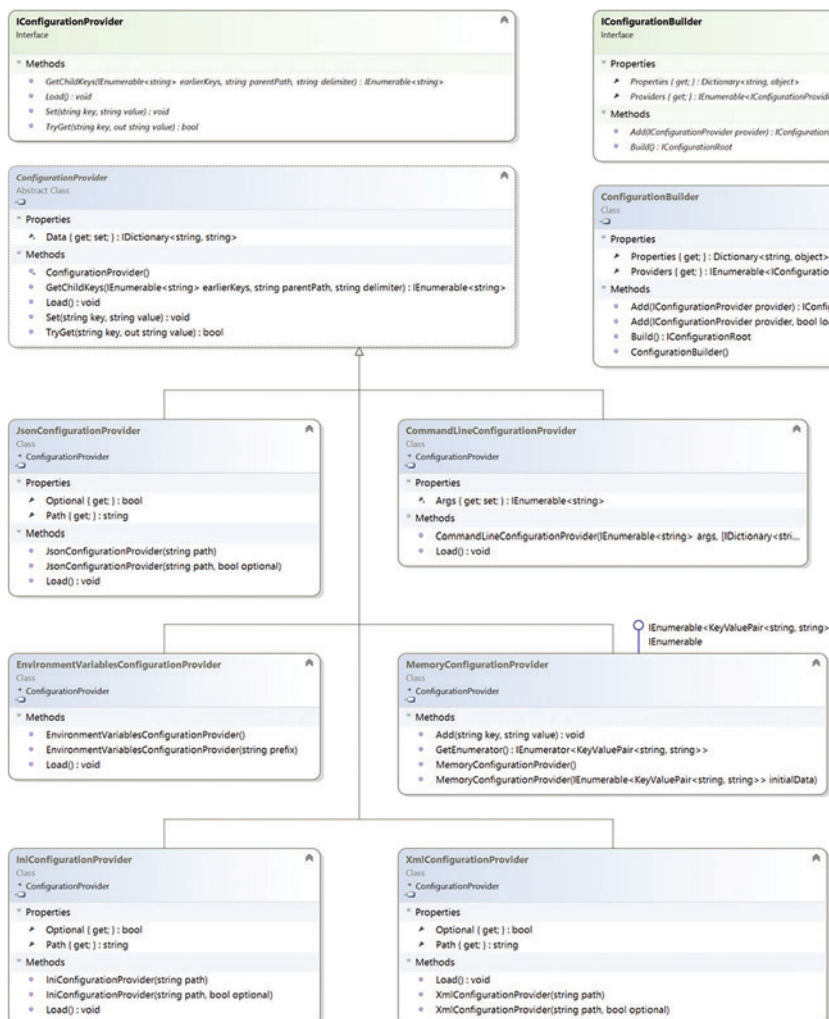 IConfigurationProvider
Interface
Methods
GetChildKeys(IEnumerable<string> earlierKeys, string parentPath, string delimiter) : IEnumerable<string>
Load() : void
Set(string key, string value) : void
TryGet(string key, out string value) : bool
IConfigurationBuilder
Interface
Properties
Properties { get; } : Dictionary<string, object>
Providers { get; } : IEnumerable<IConfigurationProvide
Methods
Add(IConfigurationProvider provider) : IConfiguration
Build() : IConfigurationRoot
ConfigurationProvider
Abstract Class
Properties
Data { get; set; } : IDictionary<string, string>
Methods
ConfigurationProvider()
GetChildKeys(IEnumerable<string> earlierKeys, string parentPath, string delimiter) : IEnumerable<string>
Load() : void
Set(string key, string value) : void
TryGet(string key, out string value) : bool
ConfigurationBuilder
Class
Properties
Properties { get; } : Dictionary<string, object>
Providers { get; } : IEnumerable<IConfiguration
Methods
Add(IConfigurationProvider provider) : IConfig
Add(IConfigurationProvider provider, bool loa
Build() : IConfigurationRoot
ConfigurationBuilder()
JsonConfigurationProvider
Class
ConfigurationProvider
Properties
Optional { get; } : bool
Path { get; } : string
Methods
JsonConfigurationProvider(string path)
JsonConfigurationProvider(string path, bool optional)
Load() : void
CommandLineConfigurationProvider
Class
ConfigurationProvider
Properties
Args { get; set; } : IEnumerable<string>
Methods
CommandLineConfigurationProvider(IEnumerable<string> args, [IDictionary<stri...
Load() : void
IEnumerable<KeyValuePair<string, string>
IEnumerable
EnvironmentVariablesConfigurationProvider
Class
ConfigurationProvider
Methods
EnvironmentVariablesConfigurationProvider()
EnvironmentVariablesConfigurationProvider(string prefix)
Load() : void
MemoryConfigurationProvider
Class
ConfigurationProvider
Methods
Add(string key, string value) : void
GetEnumerator() : IEnumerator<KeyValuePair<string, string>>
MemoryConfigurationProvider()
MemoryConfigurationProvider(IEnumerable<KeyValuePair<string, string>> initialData)
IniConfigurationProvider
Class
ConfigurationProvider
Properties
Optional { get; } : bool
Path { get; } : string
Methods
IniConfigurationProvider(string path)
IniConfigurationProvider(string path, bool optional)
Load() : void
XmlConfigurationProvider
Class
ConfigurationProvider
Properties
Optional { get; } : bool
Path { get; } : string
Methods
Load() : void
XmlConfigurationProvider(string path)
XmlConfigurationProvider(string path, bool optional)